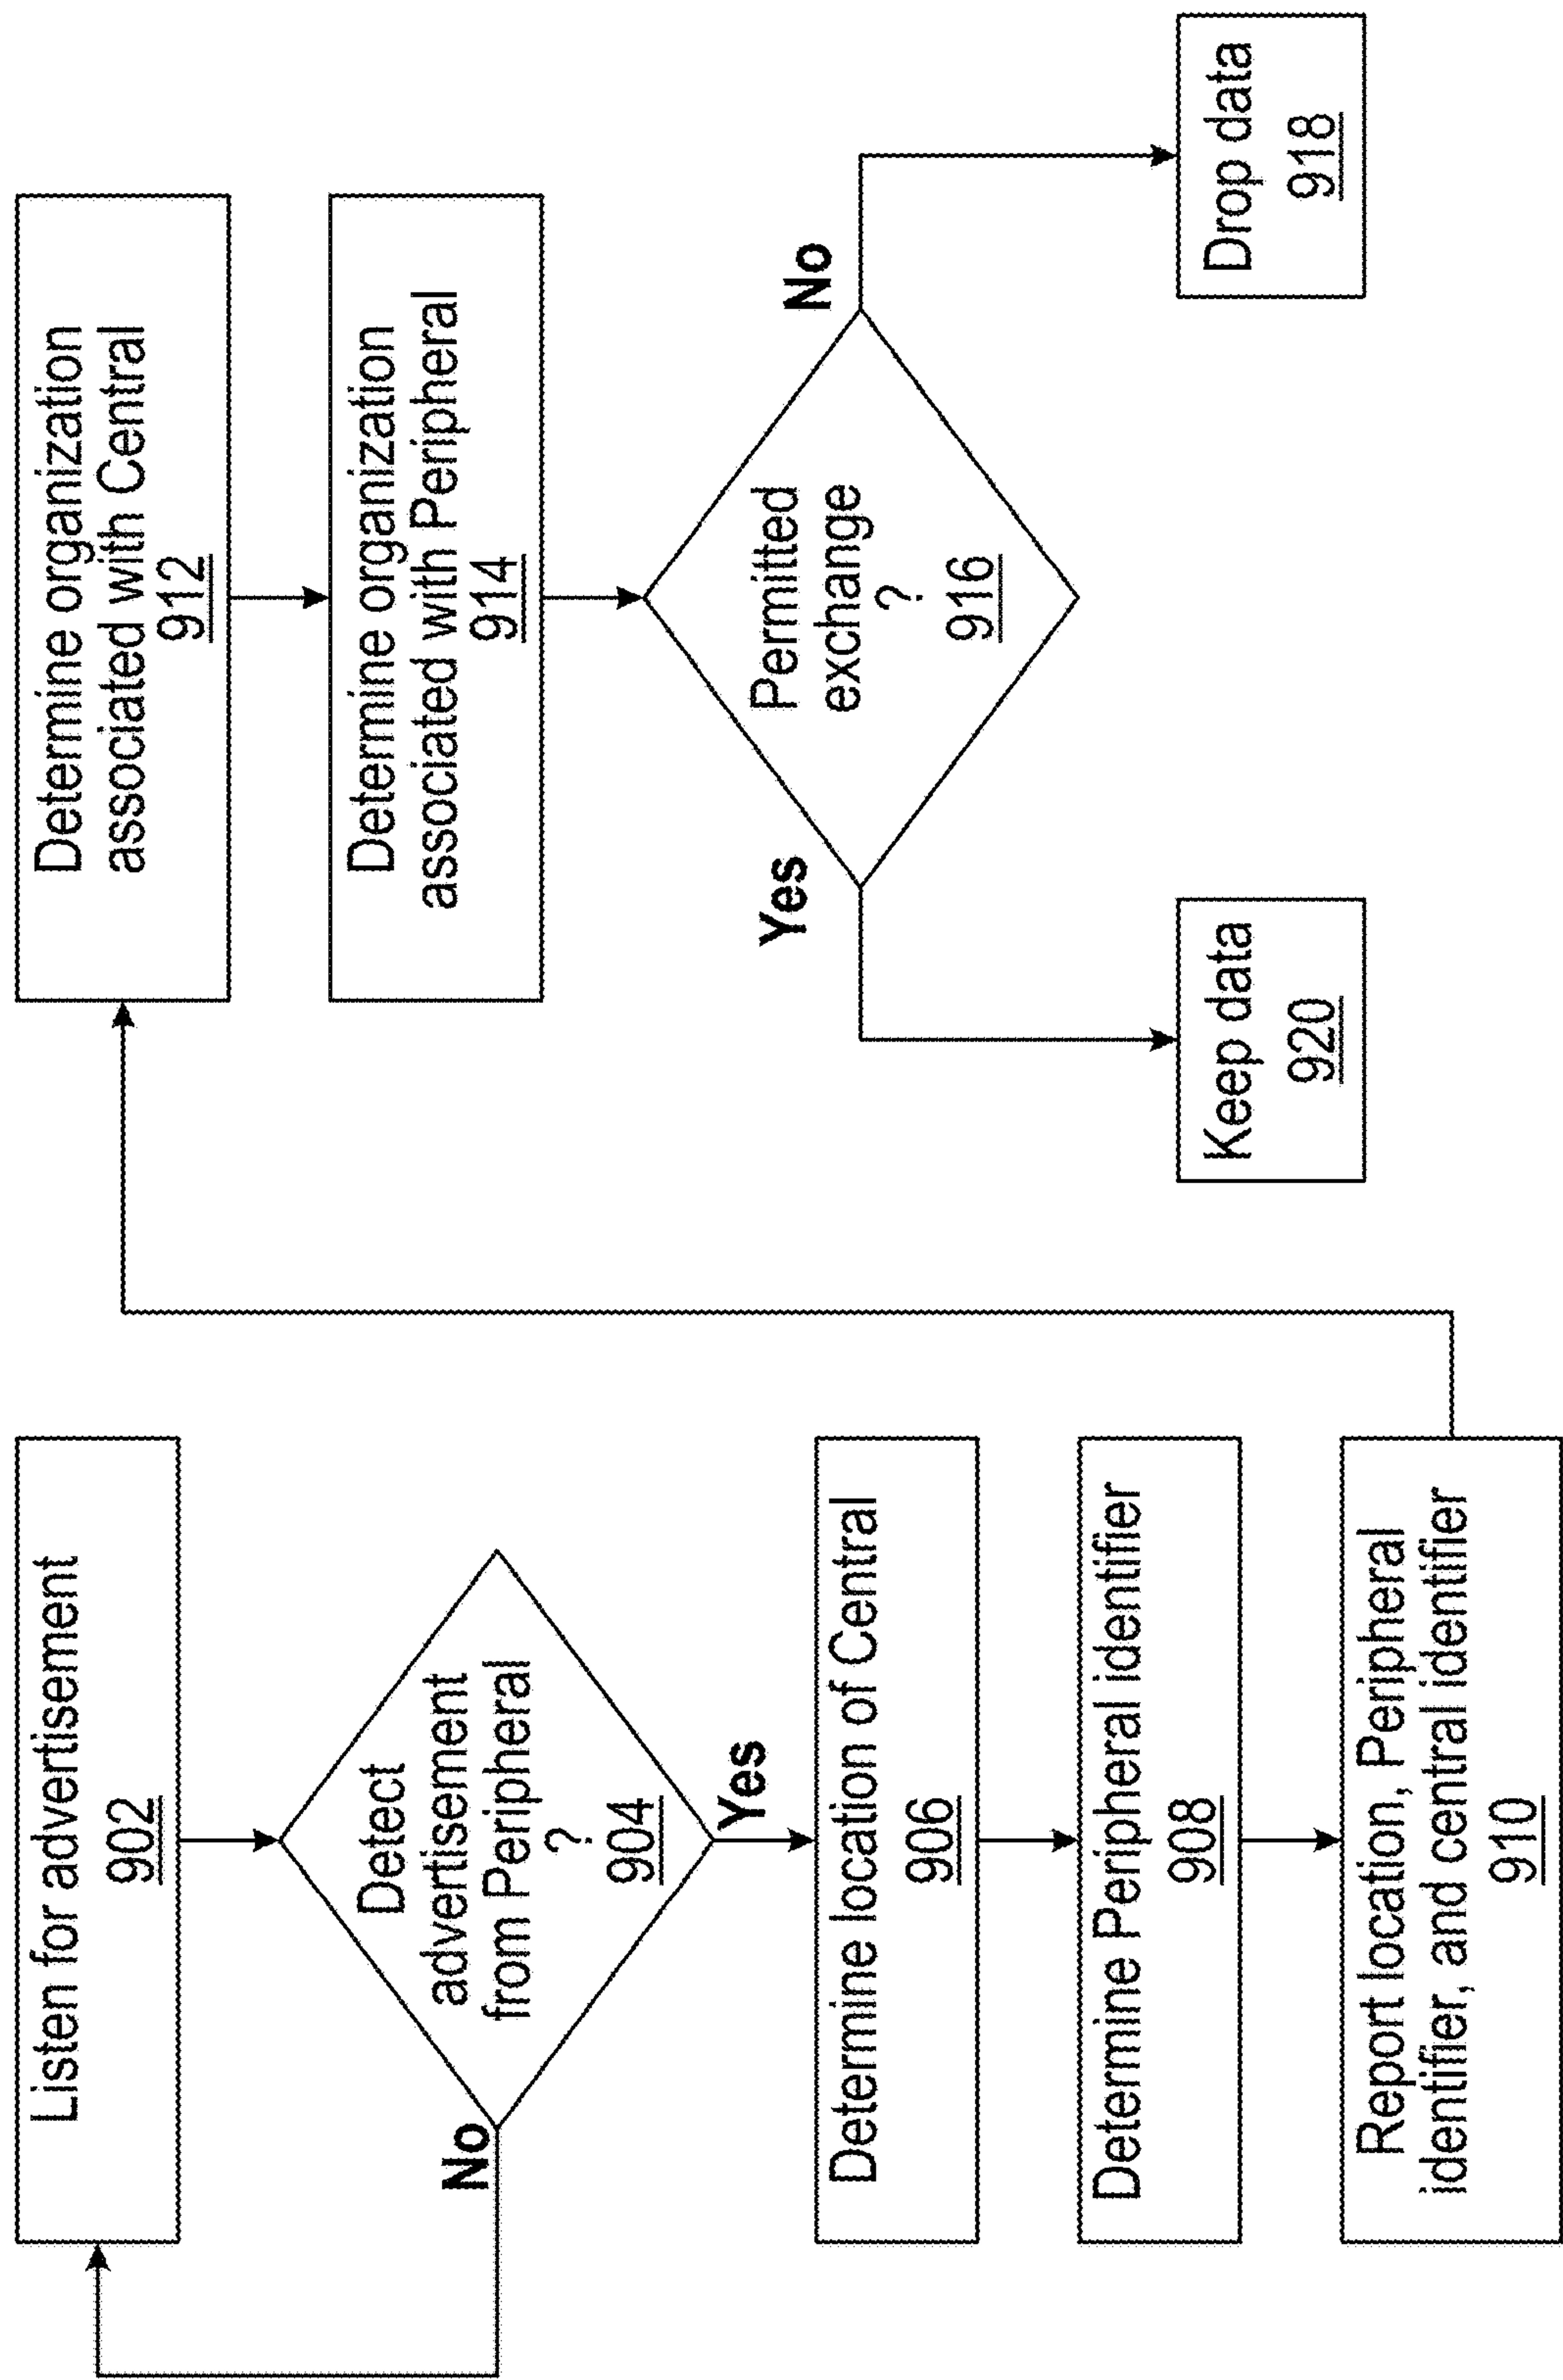 Listen for advertisement
902
Detect
advertisement
from Peripheral
?
904
No
Yes
Determine location of Central
906
Determine Peripheral identifier
908
Report location, Peripheral
identifier, and central identifier
910
Determine organization
associated with Central
912
Determine organization
associated with Peripheral
914
Permitted
exchange
?
916
Yes
No
Keep data
920
Drop data
918